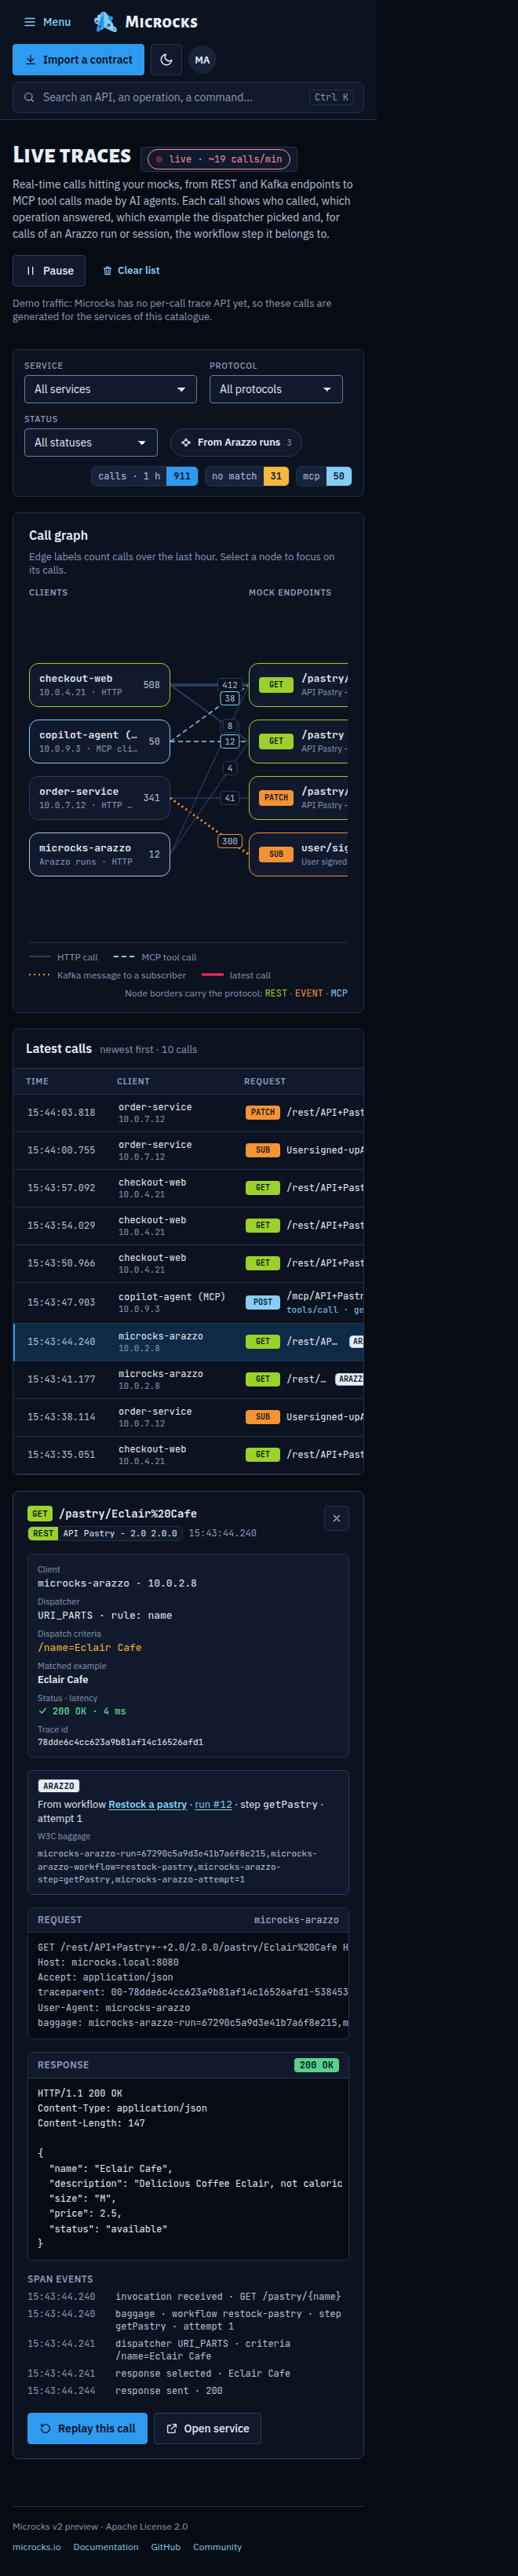 Menu
Microcks
Import a contract
MA
Search an API, an operation, a command...
Ctrl K
Live traces
live · ~19 calls/min
Real-time calls hitting your mocks, from REST and Kafka endpoints to
MCP tool calls made by AI agents. Each call shows who called, which
operation answered, which example the dispatcher picked and, for
calls of an Arazzo run or session, the workflow step it belongs to.
Pause
Clear list
Demo traffic: Microcks has no per-call trace API yet, so these calls are
generated for the services of this catalogue.
SERVICE
PROTOCOL
All services
All protocols
STATUS
All statuses
From Arazzo runs 3
calls · 1 h 911
no match 31
mcp 50
Call graph
Edge labels count calls over the last hour. Select a node to focus on
its calls.
CLIENTS
MOCK ENDPOINTS
checkout-web
10.0.4.21 · HTTP
508
copilot-agent (…
10.0.9.3 · MCP cli…
50
order-service
10.0.7.12 · HTTP …
341
microcks-arazzo
Arazzo runs · HTTP
12
412
38
8
12
4
41
300
GET /pastry/
API Pastry -
GET /pastry
API Pastry -
PATCH /pastry/
API Pastry -
SUB user/sig
User signed
HTTP call
MCP tool call
Kafka message to a subscriber
latest call
Node borders carry the protocol: REST · EVENT · MCP
Latest calls newest first · 10 calls
TIME CLIENT REQUEST
15:44:03.818 order-service PATCH /rest/API+Past
10.0.7.12
15:44:00.755 order-service SUB Usersigned-upA
10.0.7.12
15:43:57.092 checkout-web GET /rest/API+Past
10.0.4.21
15:43:54.029 checkout-web GET /rest/API+Past
10.0.4.21
15:43:50.966 checkout-web GET /rest/API+Past
10.0.4.21
15:43:47.903 copilot-agent (MCP) POST /mcp/API+Pastr
10.0.9.3 tools/call · ge
15:43:44.240 microcks-arazzo GET /rest/AP… AR
10.0.2.8
15:43:41.177 microcks-arazzo GET /rest/… ARAZZ
10.0.2.8
15:43:38.114 order-service SUB Usersigned-upA
10.0.7.12
15:43:35.051 checkout-web GET /rest/API+Past
10.0.4.21
GET /pastry/Eclair%20Cafe
REST API Pastry - 2.0 2.0.0 15:43:44.240
Client
microcks-arazzo · 10.0.2.8
Dispatcher
URI_PARTS · rule: name
Dispatch criteria
/name=Eclair Cafe
Matched example
Eclair Cafe
Status · latency
200 OK · 4 ms
Trace id
78dde6c4cc623a9b81af14c16526afd1
ARAZZO
From workflow Restock a pastry · run #12 · step getPastry ·
attempt 1
W3C baggage
microcks-arazzo-run=67290c5a9d3e41b7a6f8e215,microcks-
arazzo-workflow=restock-pastry,microcks-arazzo-
step=getPastry,microcks-arazzo-attempt=1
REQUEST
microcks-arazzo
GET /rest/API+Pastry+-+2.0/2.0.0/pastry/Eclair%20Cafe H
Host: microcks.local:8080
Accept: application/json
traceparent: 00-78dde6c4cc623a9b81af14c16526afd1-538453
User-Agent: microcks-arazzo
baggage: microcks-arazzo-run=67290c5a9d3e41b7a6f8e215,m
RESPONSE
200 OK
HTTP/1.1 200 OK
Content-Type: application/json
Content-Length: 147
{
"name": "Eclair Cafe",
"description": "Delicious Coffee Eclair, not caloric
"size": "M",
"price": 2.5,
"status": "available"
}
SPAN EVENTS
15:43:44.240 invocation received · GET /pastry/{name}
15:43:44.240 baggage · workflow restock-pastry · step
getPastry · attempt 1
15:43:44.241 dispatcher URI_PARTS · criteria
/name=Eclair Cafe
15:43:44.241 response selected · Eclair Cafe
15:43:44.244 response sent · 200
Replay this call
Open service
Microcks v2 preview · Apache License 2.0
microcks.io Documentation GitHub Community